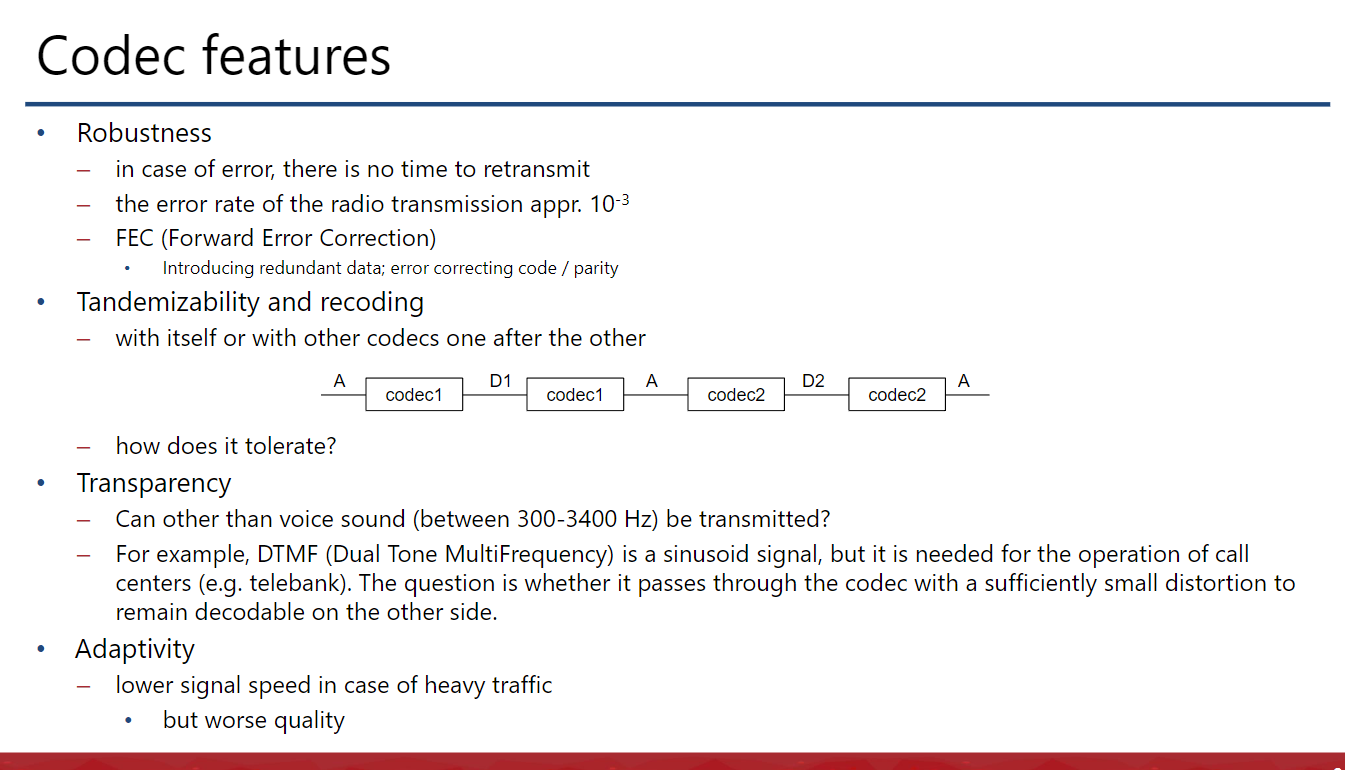 Codec features
• Robustness
– in case of error, there is no time to retransmit
– the error rate of the radio transmission appr. 10⁻³
– FEC (Forward Error Correction)
• Introducing redundant data; error correcting code / parity
• Tandemizability and recoding
– with itself or with other codecs one after the other
A codec1 D1 codec1 A codec2 D2 codec2 A
– how does it tolerate?
• Transparency
– Can other than voice sound (between 300-3400 Hz) be transmitted?
– For example, DTMF (Dual Tone MultiFrequency) is a sinusoid signal, but it is needed for the operation of call
centers (e.g. telebank). The question is whether it passes through the codec with a sufficiently small distortion to
remain decodable on the other side.
• Adaptivity
– lower signal speed in case of heavy traffic
• but worse quality